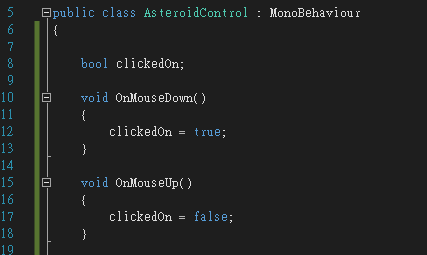 5 public class AsteroidControl : MonoBehaviour
6 {
7
8 bool clickedOn;
9
10 void OnMouseDown()
11 {
12 clickedOn = true;
13 }
14
15 void OnMouseUp()
16 {
17 clickedOn = false;
18 }
19